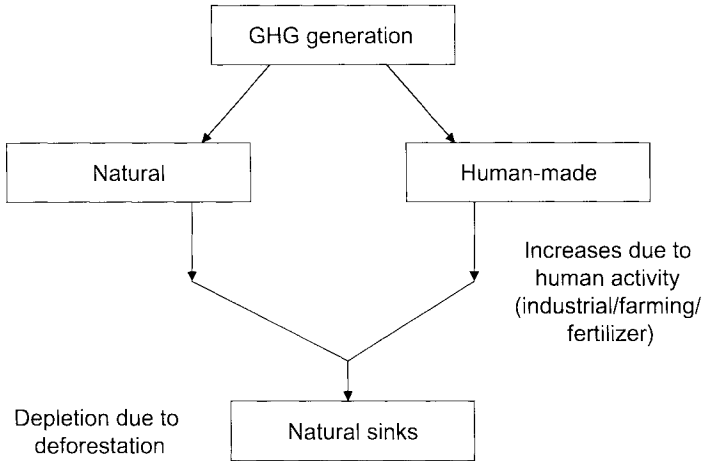 GHG generation
Natural
Human-made
Increases due to
human activity
(industrial/farming/
fertilizer)
Depletion due to
deforestation
Natural sinks